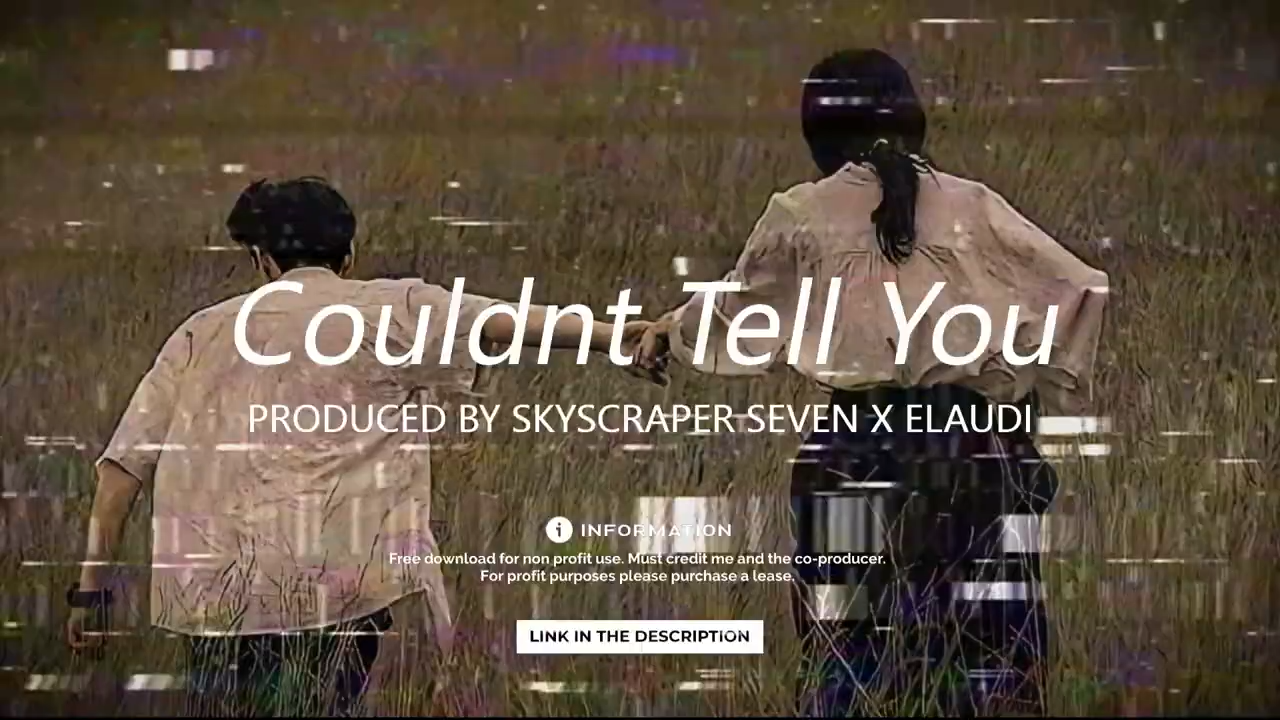 Couldnt Tell You
PRODUCED BY SKYSCRAPER SEVEN X ELAUDI
i INFORMATION
Free download for non profit use. Must credit me and the co-producer.
For profit purposes please purchase a lease.
LINK IN THE DESCRIPTION